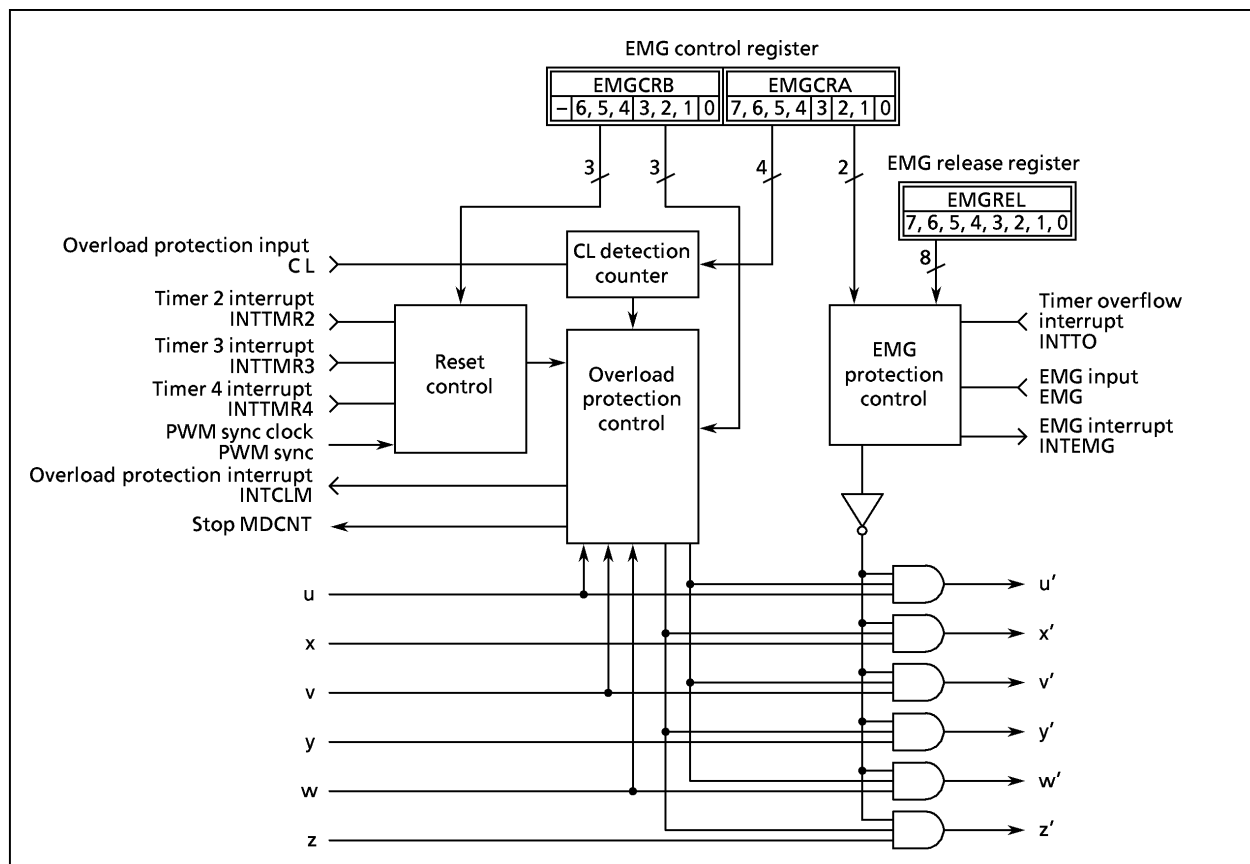 EMG control register
EMGCRB
EMGCRA
– 6, 5, 4 3, 2, 1 0
7, 6, 5, 4 3 2, 1 0
3
3
4
2
EMG release register
EMGREL
7, 6, 5, 4, 3, 2, 1, 0
8
Overload protection input
CL
CL detection
counter
Timer 2 interrupt
INTTMR2
Timer 3 interrupt
INTTMR3
Timer 4 interrupt
INTTMR4
PWM sync clock
PWM sync
Reset
control
Overload
protection
control
EMG
protection
control
Timer overflow
interrupt
INTTO
EMG input
EMG
EMG interrupt
INTEMG
Overload protection interrupt
INTCLM
Stop MDCNT
u
u′
x
x′
v
v′
y
y′
w
w′
z
z′